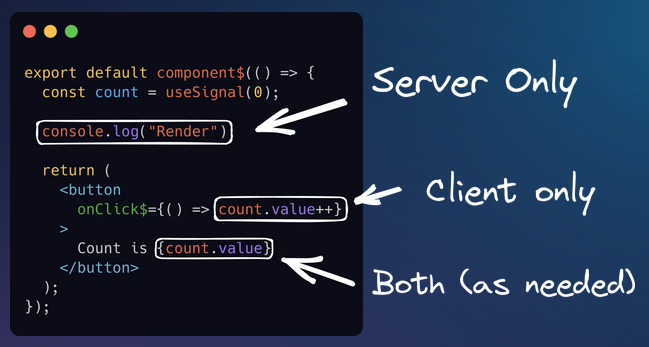 export default component$(() => {
const count = useSignal(0);
Server Only
console.log("Render")
return (
<button
onClick$={() => count.value++}
Client only
>
Count is {count.value}
</button>
Both (as needed)
);
});